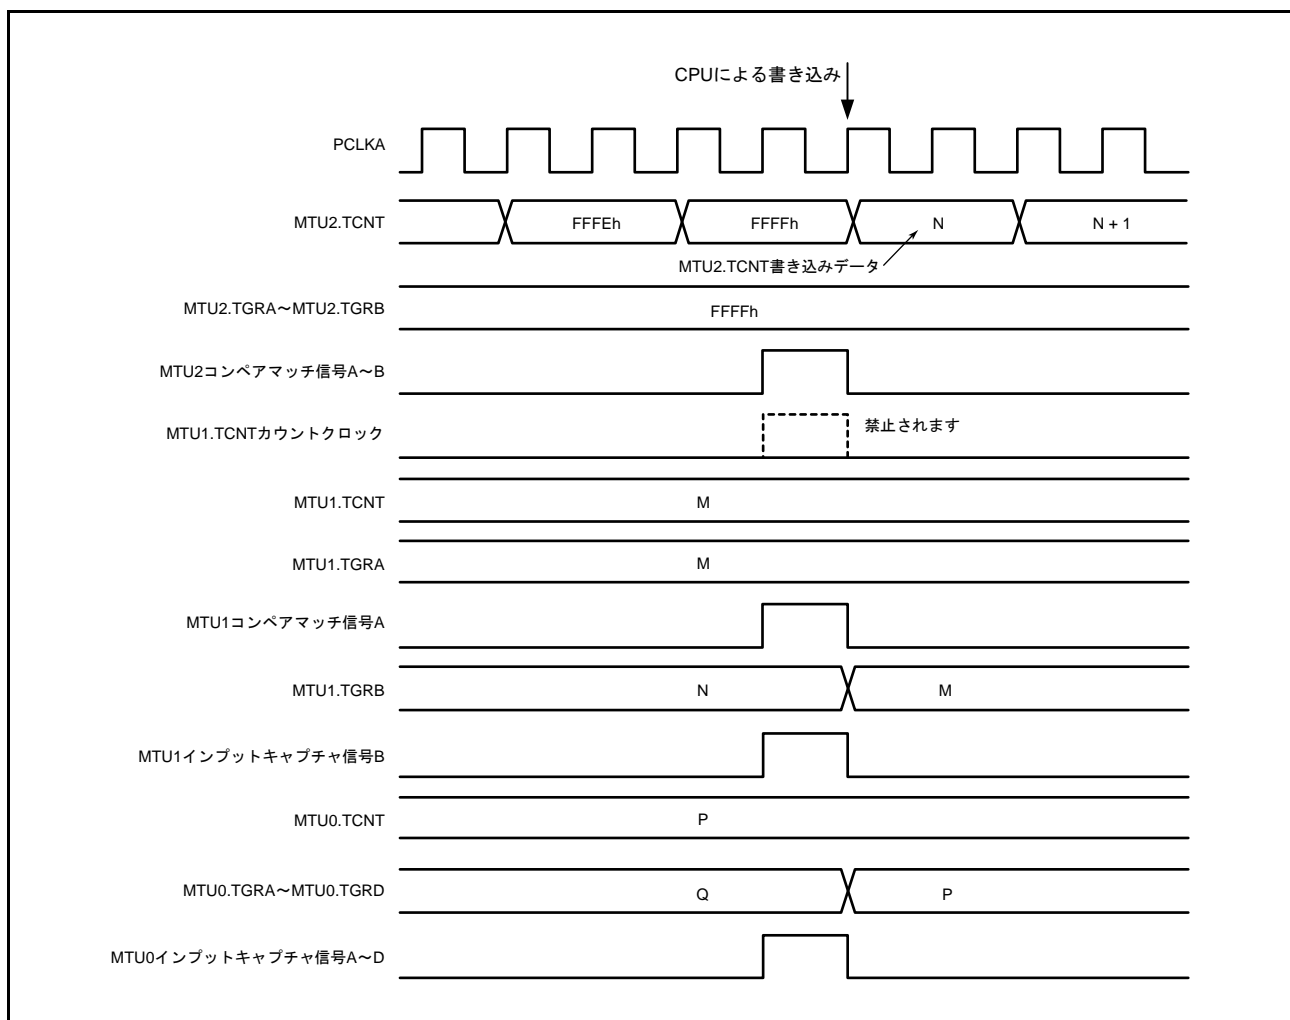 CPUによる書き込み
PCLKA
MTU2.TCNT
FFFEh
FFFFh
N
N + 1
MTU2.TCNT書き込みデータ
MTU2.TGRA～MTU2.TGRB
FFFFh
MTU2コンペアマッチ信号A～B
MTU1.TCNTカウントクロック
禁止されます
MTU1.TCNT
M
MTU1.TGRA
M
MTU1コンペアマッチ信号A
MTU1.TGRB
N
M
MTU1インプットキャプチャ信号B
MTU0.TCNT
P
MTU0.TGRA～MTU0.TGRD
Q
P
MTU0インプットキャプチャ信号A～D